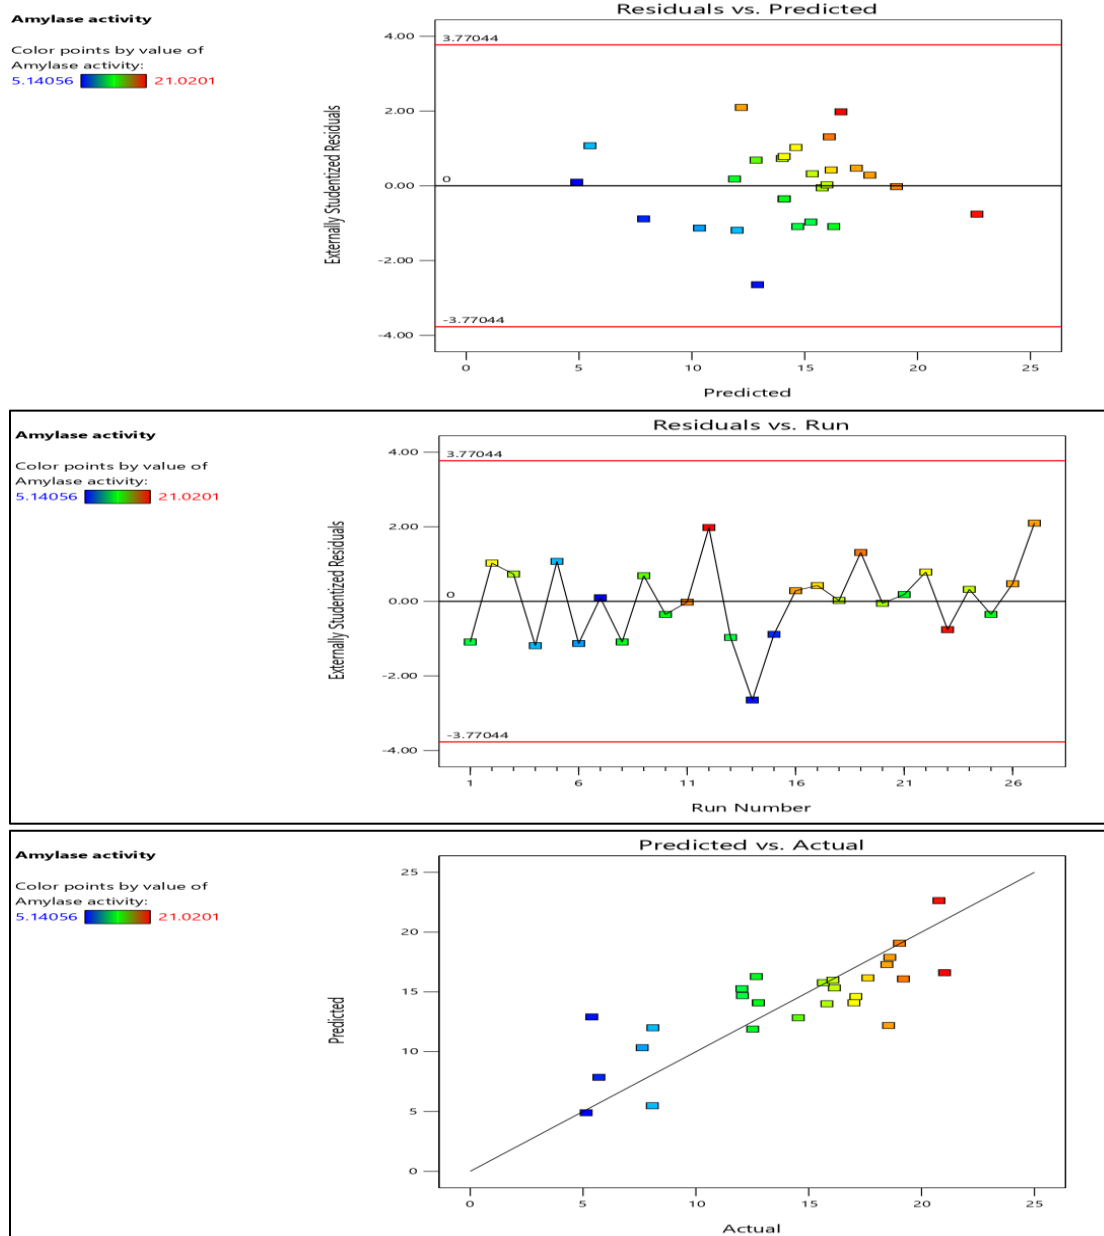 Residuals vs. Predicted
Amylase activity
Color points by value of
Amylase activity:
5.14056 21.0201
Externally Studentized Residuals
4.00
2.00
0.00
-2.00
-4.00
3.77044
0
-3.77044
0 5 10 15 20 25
Predicted
Residuals vs. Run
Amylase activity
Color points by value of
Amylase activity:
5.14056 21.0201
Externally Studentized Residuals
4.00
2.00
0.00
-2.00
-4.00
3.77044
0
-3.77044
1 6 11 16 21 26
Run Number
Predicted vs. Actual
Amylase activity
Color points by value of
Amylase activity:
5.14056 21.0201
Predicted
25
20
15
10
5
0
0 5 10 15 20 25
Actual